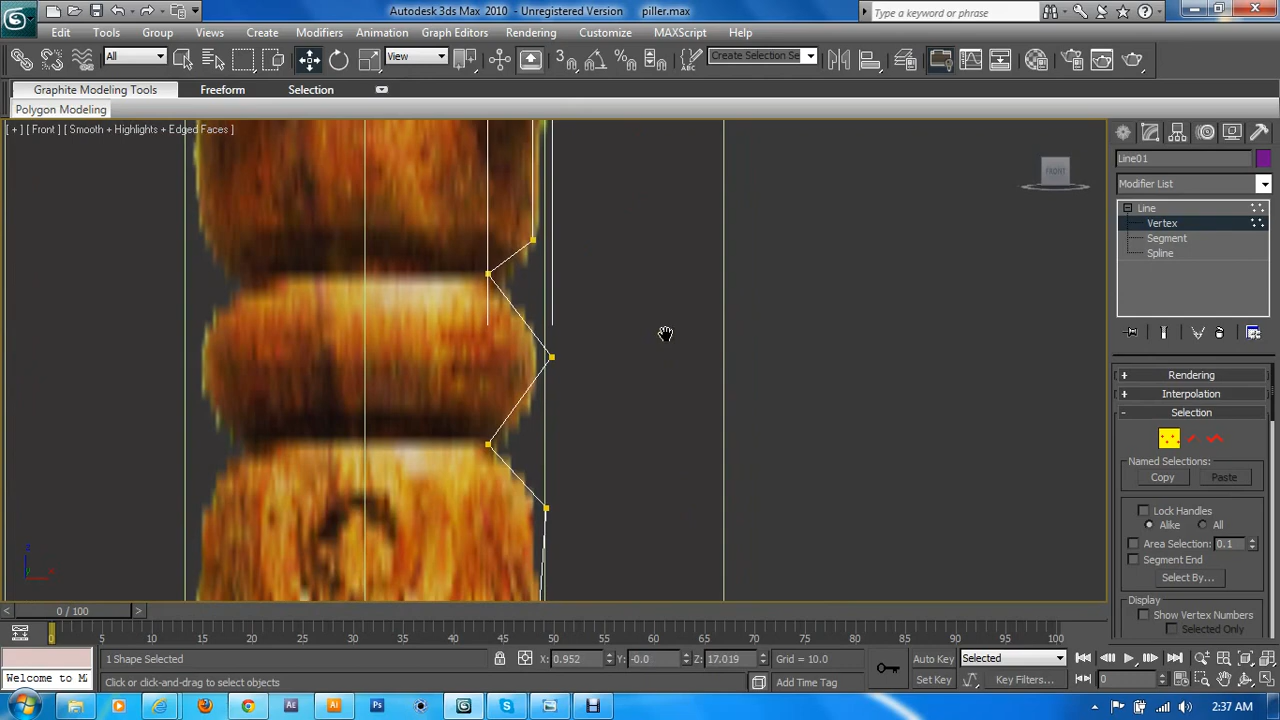 Autodesk 3ds Max 2010 - Unregistered Version piller.max
Type a keyword or phrase
Edit Tools Group Views Create Modifiers Animation Graph Editors Rendering Customize MAXScript Help
All View Create Selection Se
Graphite Modeling Tools Freeform Selection
Polygon Modeling
[ + ] [ Front ] [ Smooth + Highlights + Edged Faces ]
FRONT
Line01
Modifier List
Line
Vertex
Segment
Spline
Rendering
Interpolation
Selection
Named Selections:
Copy Paste
Lock Handles
Alike All
Area Selection: 0.1
Segment End
Select By...
Display
Show Vertex Numbers
Selected Only
0 / 100
0 5 10 15 20 25 30 35 40 45 50 55 60 65 70 75 80 85 90 95 100
1 Shape Selected X: 0.952 Y: -0.0 Z: 17.019 Grid = 10.0 Auto Key Selected
Welcome to M Click or click-and-drag to select objects Add Time Tag Set Key Key Filters... 0
2:37 AM